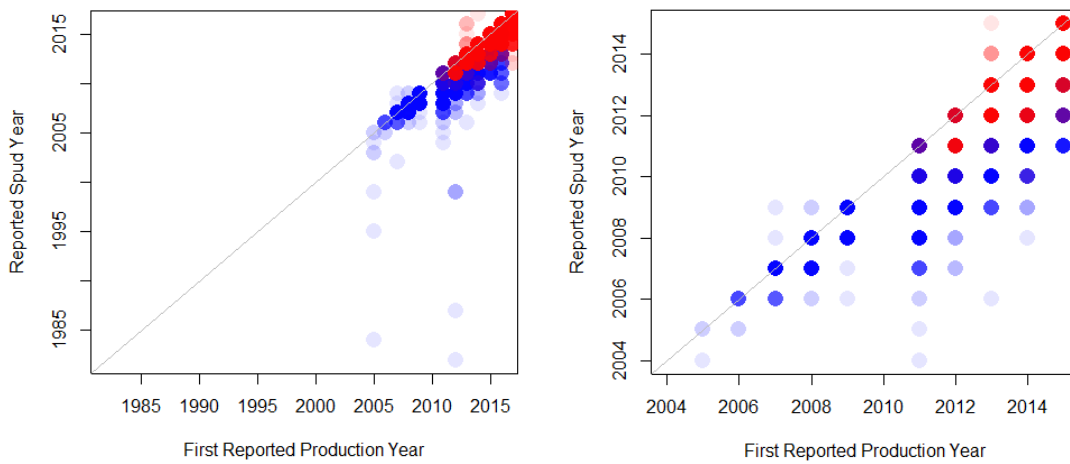 2015
2005
1995
1985
Reported Spud Year
1985 1990 1995 2000 2005 2010 2015
First Reported Production Year
2014
2012
2010
2008
2006
2004
Reported Spud Year
2004 2006 2008 2010 2012 2014
First Reported Production Year